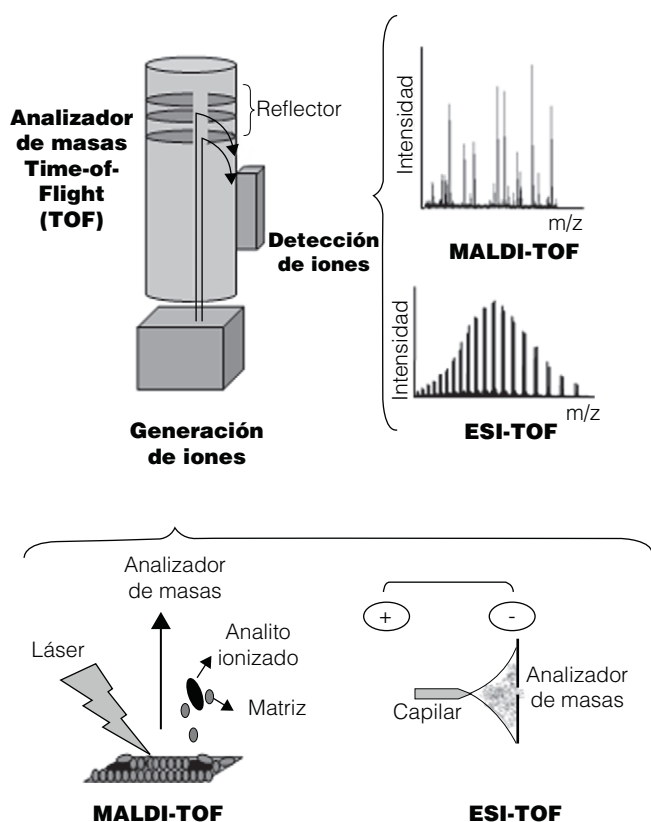 Analizador
de masas
Time-of-
Flight
(TOF)
Reflector
Detección
de iones
Generación
de iones
Intensidad
m/z
MALDI-TOF
Intensidad
m/z
ESI-TOF
Analizador
de masas
Láser
Analito
ionizado
Matriz
MALDI-TOF
+
-
Capilar
Analizador
de masas
ESI-TOF